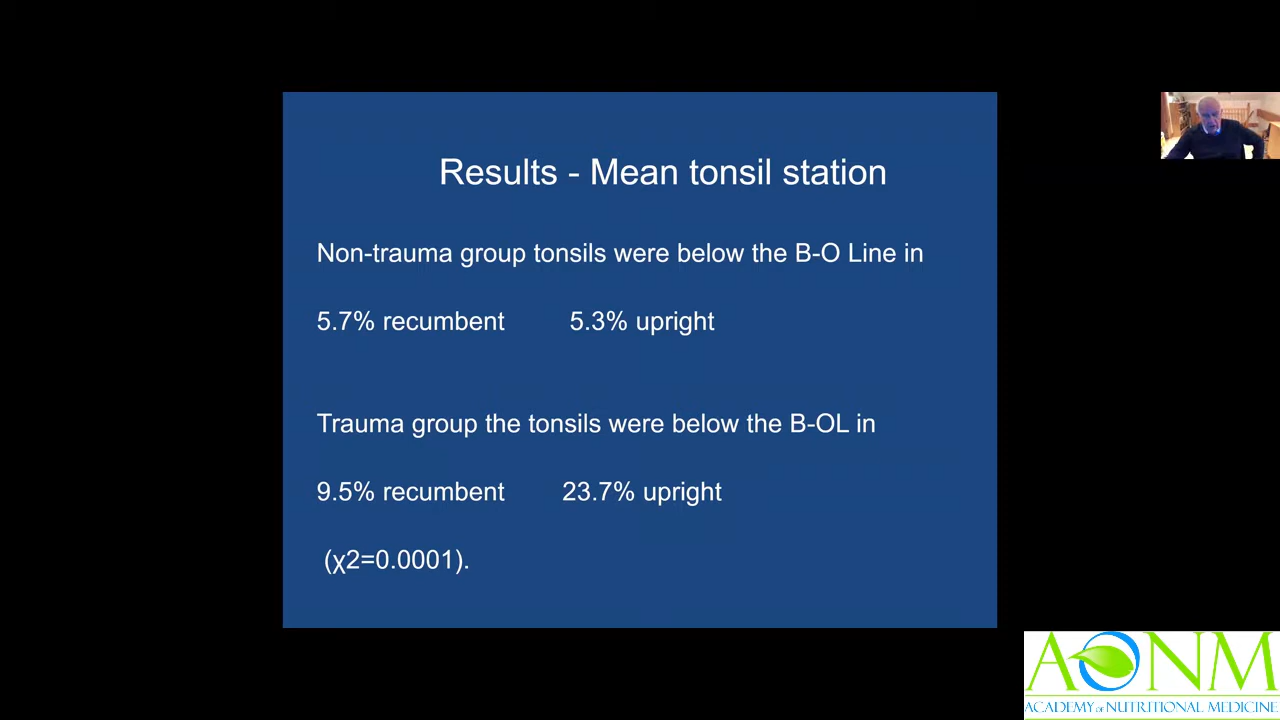 Results - Mean tonsil station
Non-trauma group tonsils were below the B-O Line in
5.7% recumbent 5.3% upright
Trauma group the tonsils were below the B-OL in
9.5% recumbent 23.7% upright
(χ2=0.0001).
AONM
ACADEMY of NUTRITIONAL MEDICINE